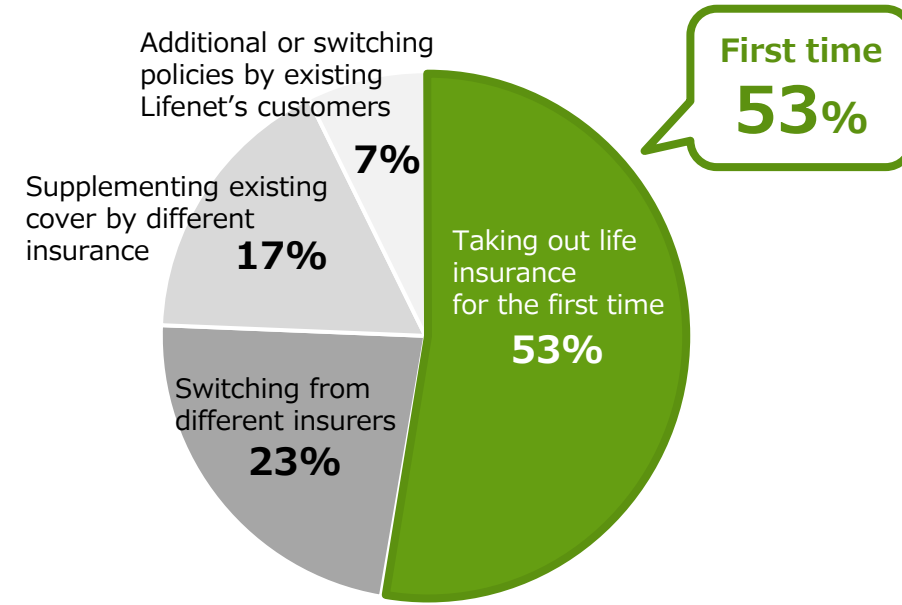 First time
53%
Additional or switching
policies by existing
Lifenet's customers
7%
Supplementing existing
cover by different
insurance
17%
Taking out life
insurance
for the first time
53%
Switching from
different insurers
23%